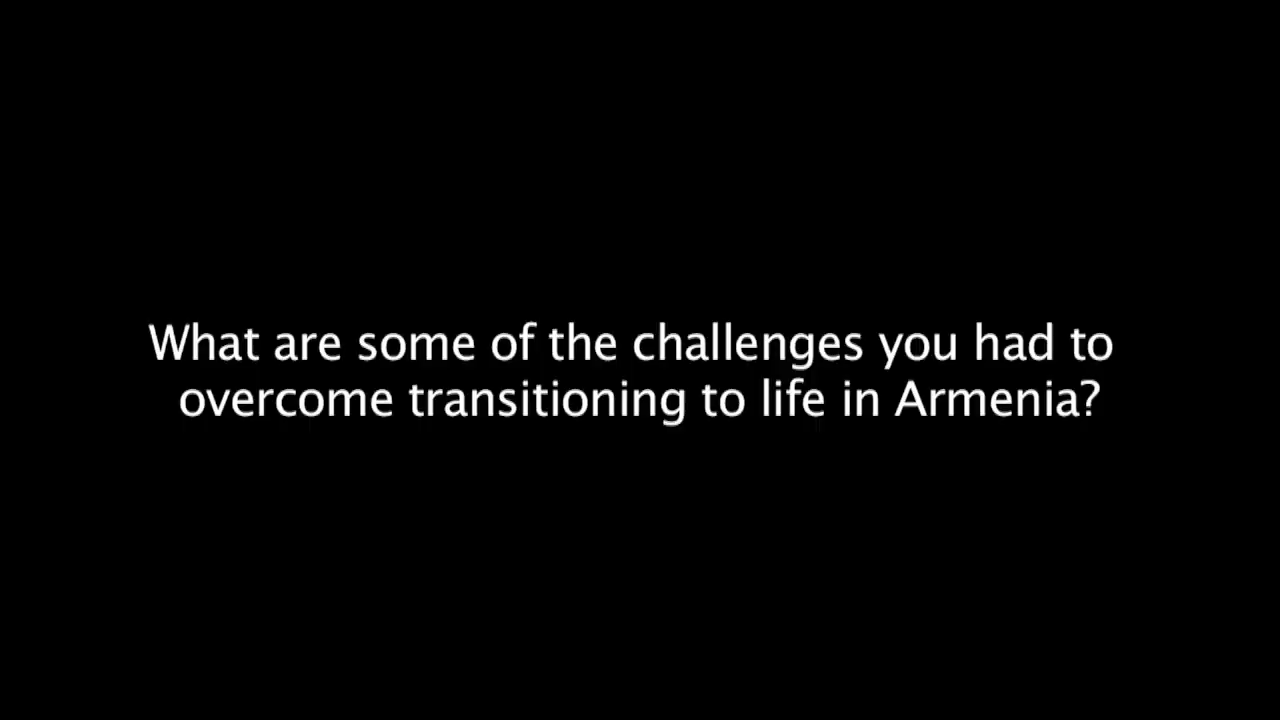 What are some of the challenges you had to
overcome transitioning to life in Armenia?